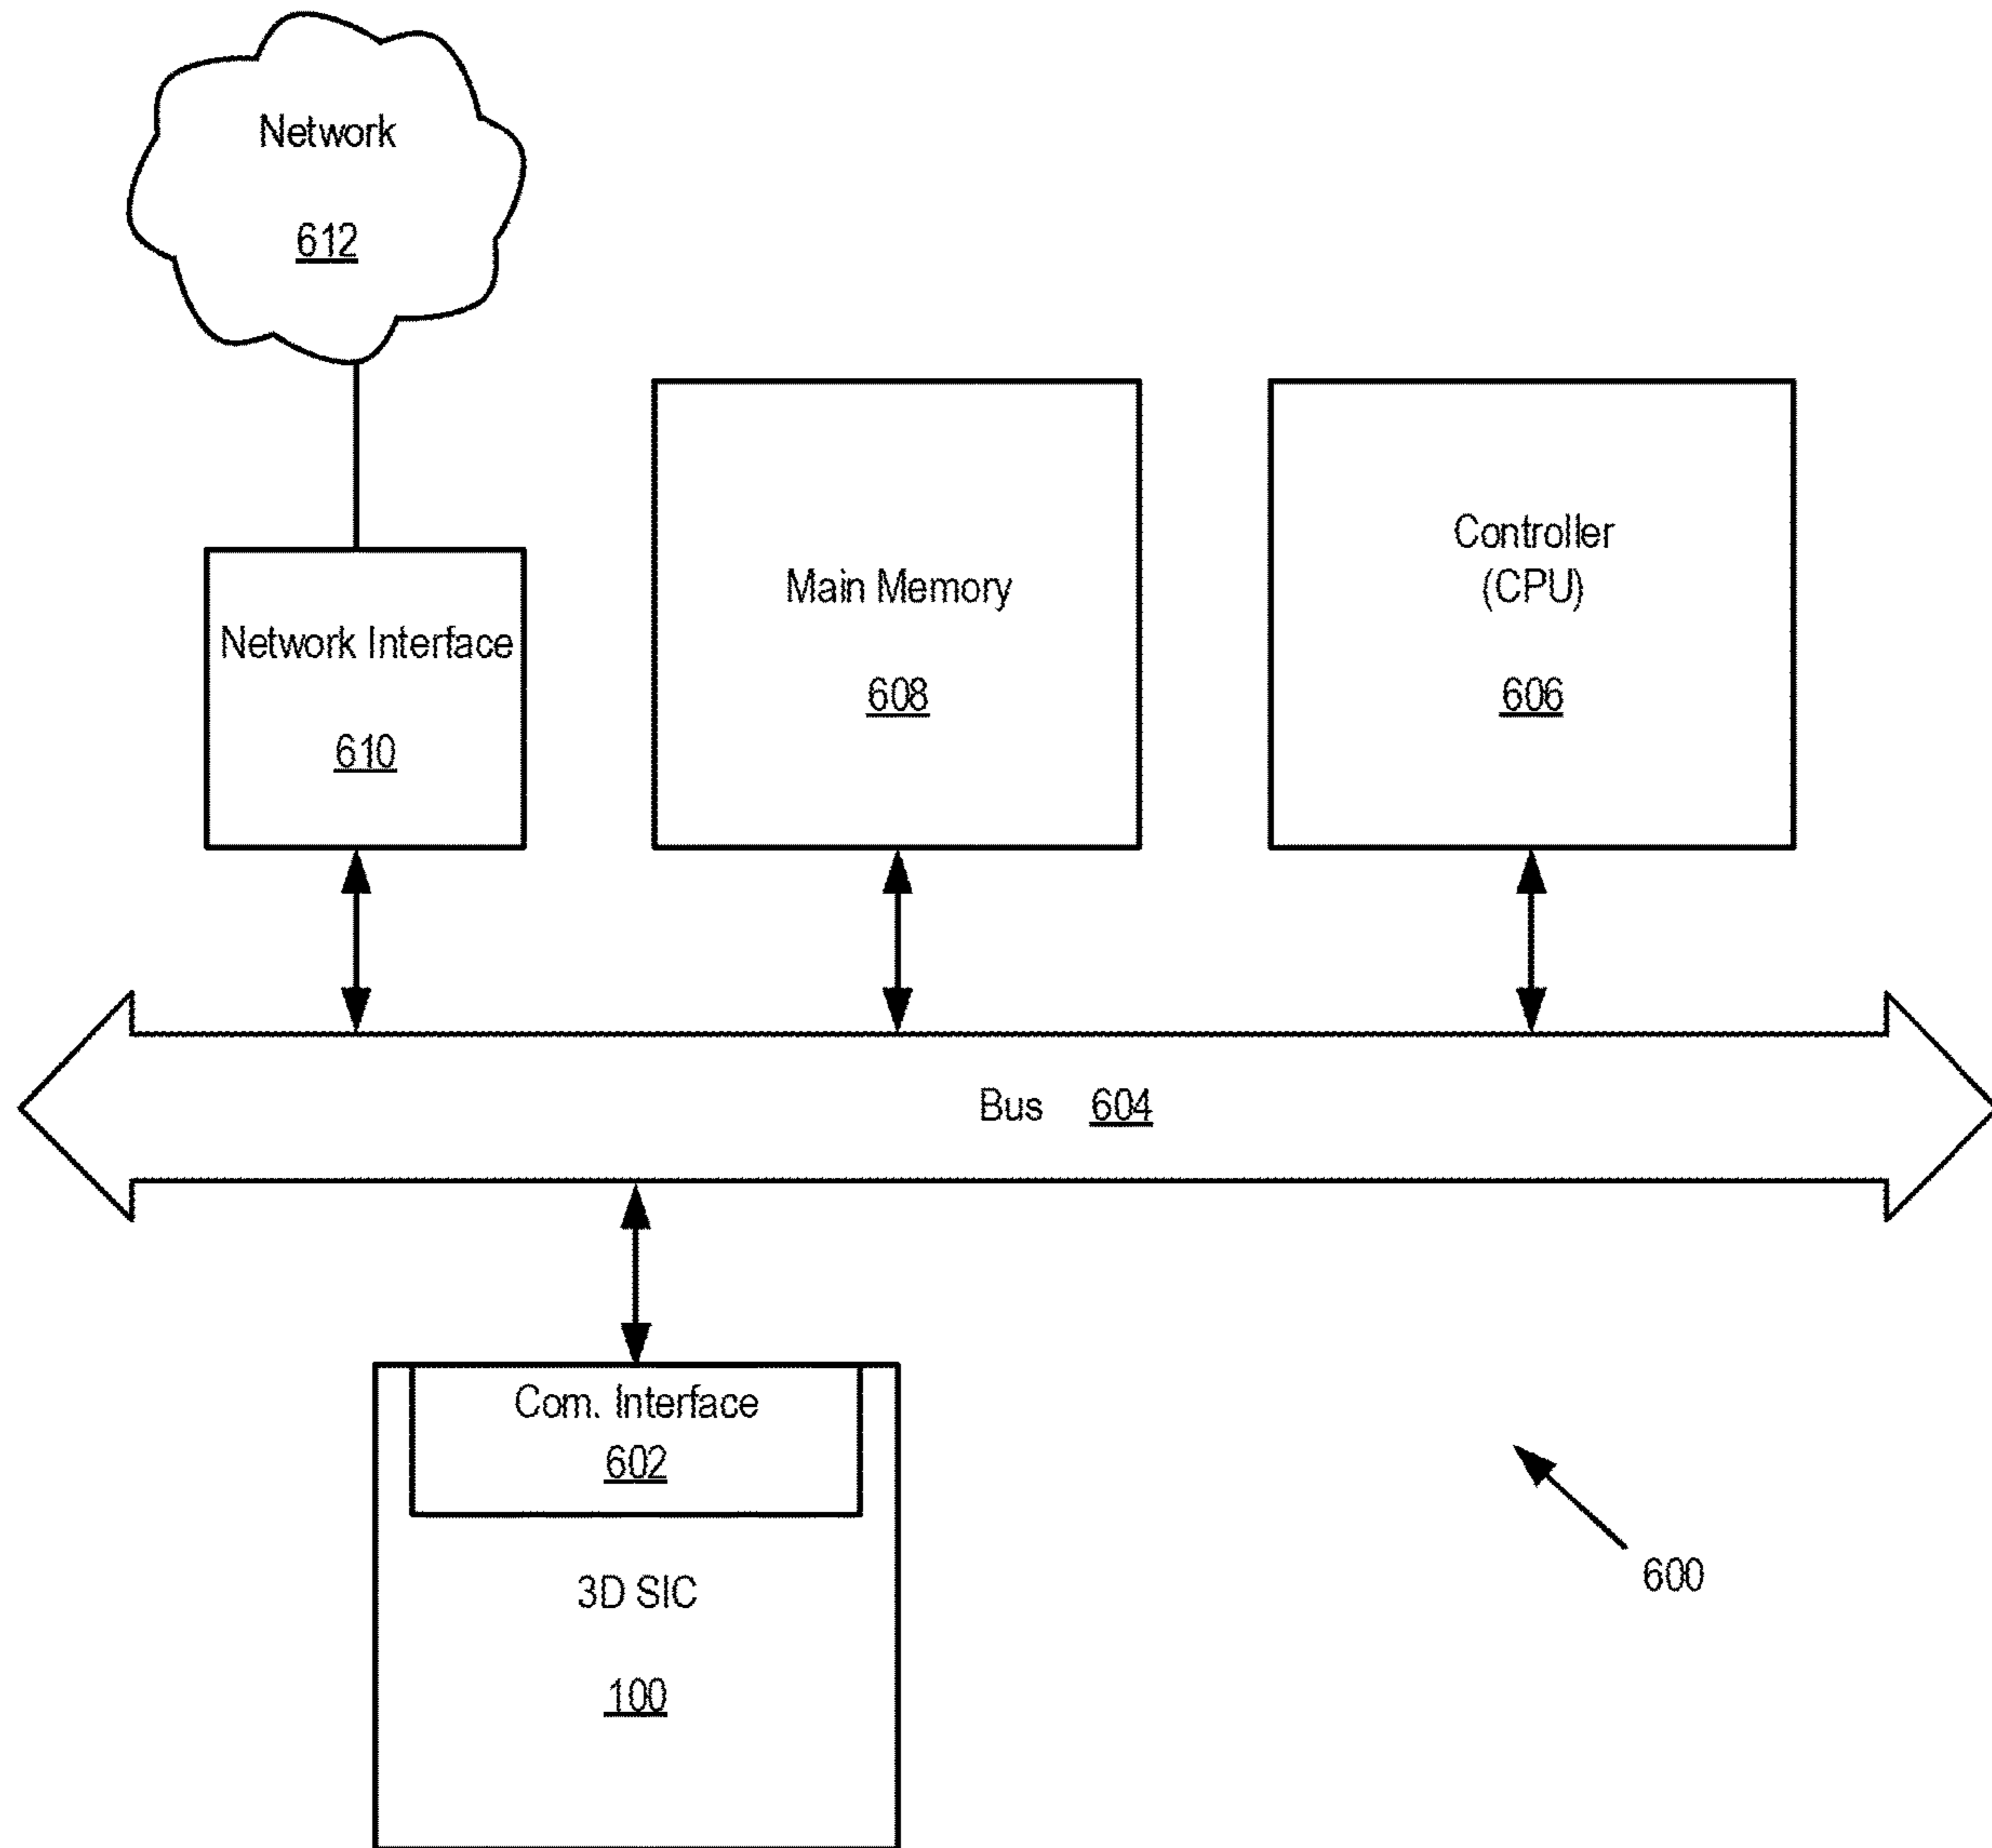 Network
612
Network Interface
610
Main Memory
608
Controller
(CPU)
606
Bus 604
Com. Interface
602
3D SIC
100
600